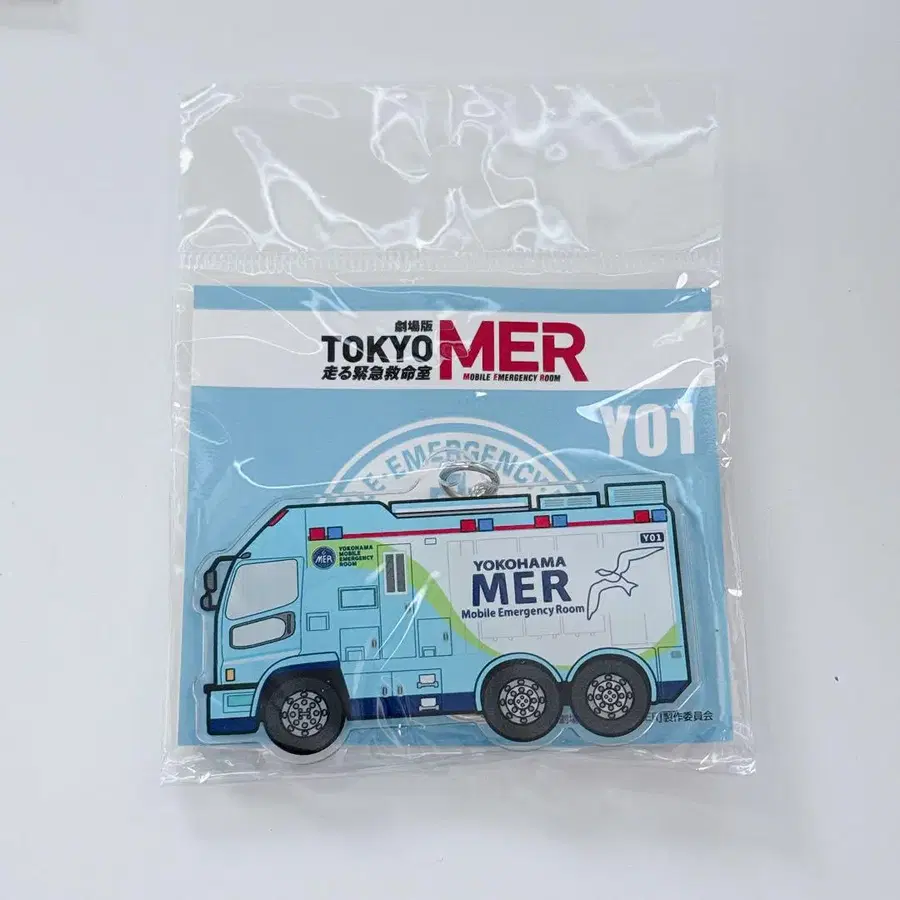 劇場版
TOKYO MER
走る緊急救命室 MOBILE EMERGENCY ROOM
Y01
EMERGENCY
MER
YOKOHAMA
MOBILE
EMERGENCY
ROOM
Y01
YOKOHAMA
MER
Mobile Emergency Room
製作委員会